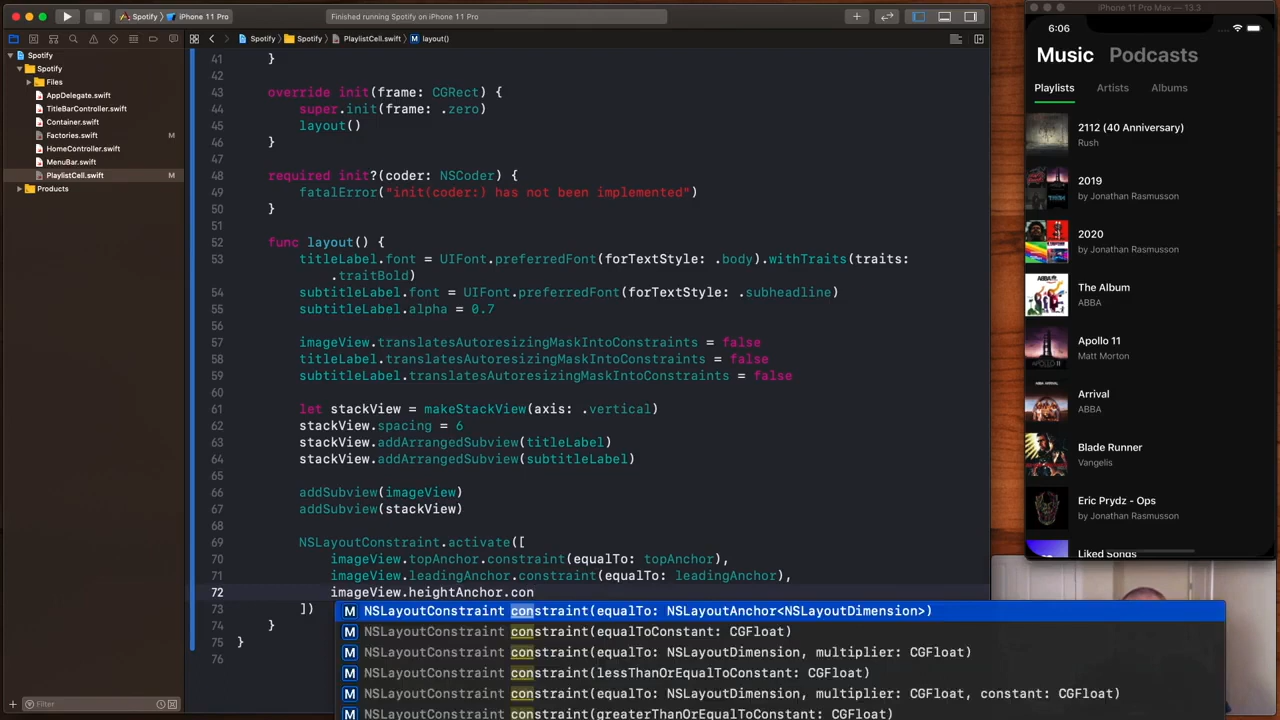 Spotify
iPhone 11 Pro
Finished running Spotify on iPhone 11 Pro
iPhone 11 Pro Max — 13.3
Spotify
Spotify
PlaylistCell.swift
M
layout()
Spotify
Spotify
Files
AppDelegate.swift
TitleBarController.swift
Container.swift
Factories.swift M
HomeController.swift
MenuBar.swift
PlaylistCell.swift M
Products
Filter
41 }
42
43 override init(frame: CGRect) {
44 super.init(frame: .zero)
45 layout()
46 }
47
48 required init?(coder: NSCoder) {
49 fatalError("init(coder:) has not been implemented")
50 }
51
52 func layout() {
53 titleLabel.font = UIFont.preferredFont(forTextStyle: .body).withTraits(traits:
.traitBold)
54 subtitleLabel.font = UIFont.preferredFont(forTextStyle: .subheadline)
55 subtitleLabel.alpha = 0.7
56
57 imageView.translatesAutoresizingMaskIntoConstraints = false
58 titleLabel.translatesAutoresizingMaskIntoConstraints = false
59 subtitleLabel.translatesAutoresizingMaskIntoConstraints = false
60
61 let stackView = makeStackView(axis: .vertical)
62 stackView.spacing = 6
63 stackView.addArrangedSubview(titleLabel)
64 stackView.addArrangedSubview(subtitleLabel)
65
66 addSubview(imageView)
67 addSubview(stackView)
68
69 NSLayoutConstraint.activate([
70 imageView.topAnchor.constraint(equalTo: topAnchor),
71 imageView.leadingAnchor.constraint(equalTo: leadingAnchor),
72 imageView.heightAnchor.con
73 ])
74 }
75 }
76
M NSLayoutConstraint constraint(equalTo: NSLayoutAnchor<NSLayoutDimension>)
M NSLayoutConstraint constraint(equalToConstant: CGFloat)
M NSLayoutConstraint constraint(equalTo: NSLayoutDimension, multiplier: CGFloat)
M NSLayoutConstraint constraint(lessThanOrEqualToConstant: CGFloat)
M NSLayoutConstraint constraint(equalTo: NSLayoutDimension, multiplier: CGFloat, constant: CGFloat)
M NSLayoutConstraint constraint(greaterThanOrEqualToConstant: CGFloat)
6:06
Music Podcasts
Playlists Artists Albums
2112 (40 Anniversary)
Rush
2019
by Jonathan Rasmusson
2020
by Jonathan Rasmusson
The Album
ABBA
Apollo 11
Matt Morton
Arrival
ABBA
Blade Runner
Vangelis
Eric Prydz - Ops
by Jonathan Rasmusson
Liked Songs